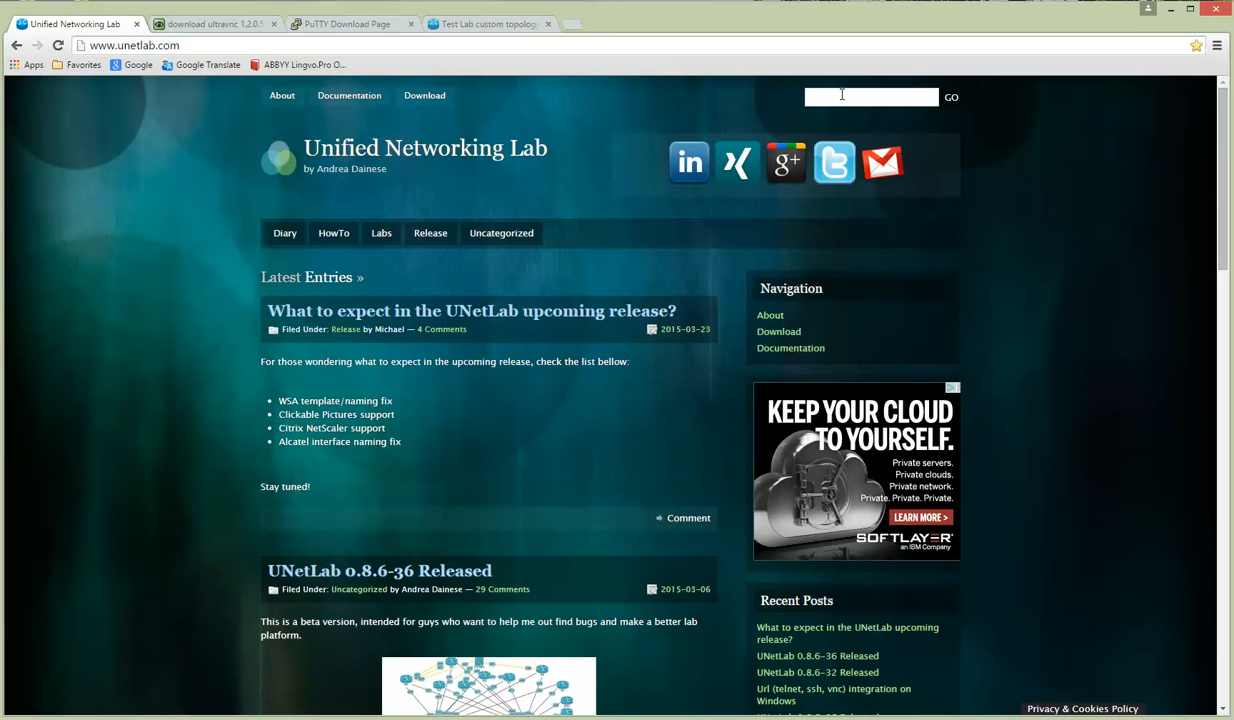 Unified Networking Lab
download ultravnc 1.2.0.5
PuTTY Download Page
Test Lab custom topology
www.unetlab.com
Apps
Favorites
Google
Google Translate
ABBYY Lingvo.Pro O...
About
Documentation
Download
GO
Unified Networking Lab
by Andrea Dainese
in
g+
Diary
HowTo
Labs
Release
Uncategorized
Latest Entries »
What to expect in the UNetLab upcoming release?
Filed Under: Release by Michael — 4 Comments
2015-03-23
For those wondering what to expect in the upcoming release, check the list bellow:
WSA template/naming fix
Clickable Pictures support
Citrix NetScaler support
Alcatel interface naming fix
Stay tuned!
Comment
UNetLab 0.8.6-36 Released
Filed Under: Uncategorized by Andrea Dainese — 29 Comments
2015-03-06
This is a beta version, intended for guys who want to help me out find bugs and make a better lab
platform.
Navigation
About
Download
Documentation
KEEP YOUR CLOUD
TO YOURSELF.
Private servers.
Private clouds.
Private network.
Private. Private. Private.
LEARN MORE >
SOFTLAYER
an IBM Company
Recent Posts
What to expect in the UNetLab upcoming
release?
UNetLab 0.8.6-36 Released
UNetLab 0.8.6-32 Released
Url (telnet, ssh, vnc) integration on
Windows
Privacy & Cookies Policy